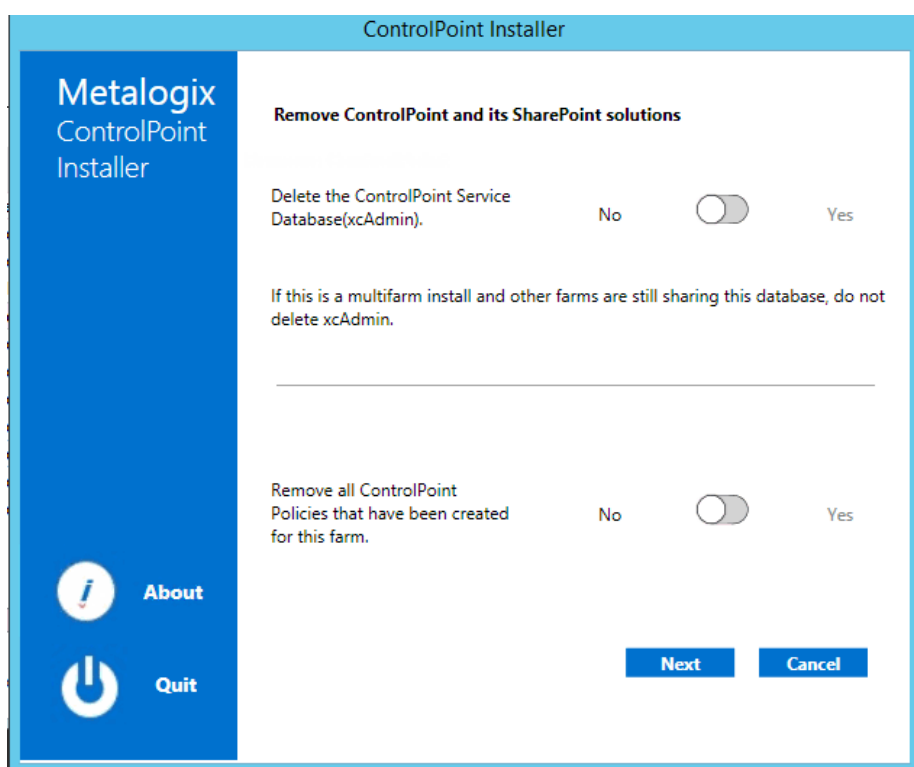 ControlPoint Installer
Metalogix
ControlPoint
Installer
Remove ControlPoint and its SharePoint solutions
Delete the ControlPoint Service
Database(xcAdmin).
No
Yes
If this is a multifarm install and other farms are still sharing this database, do not
delete xcAdmin.
Remove all ControlPoint
Policies that have been created
for this farm.
No
Yes
About
Quit
Next
Cancel